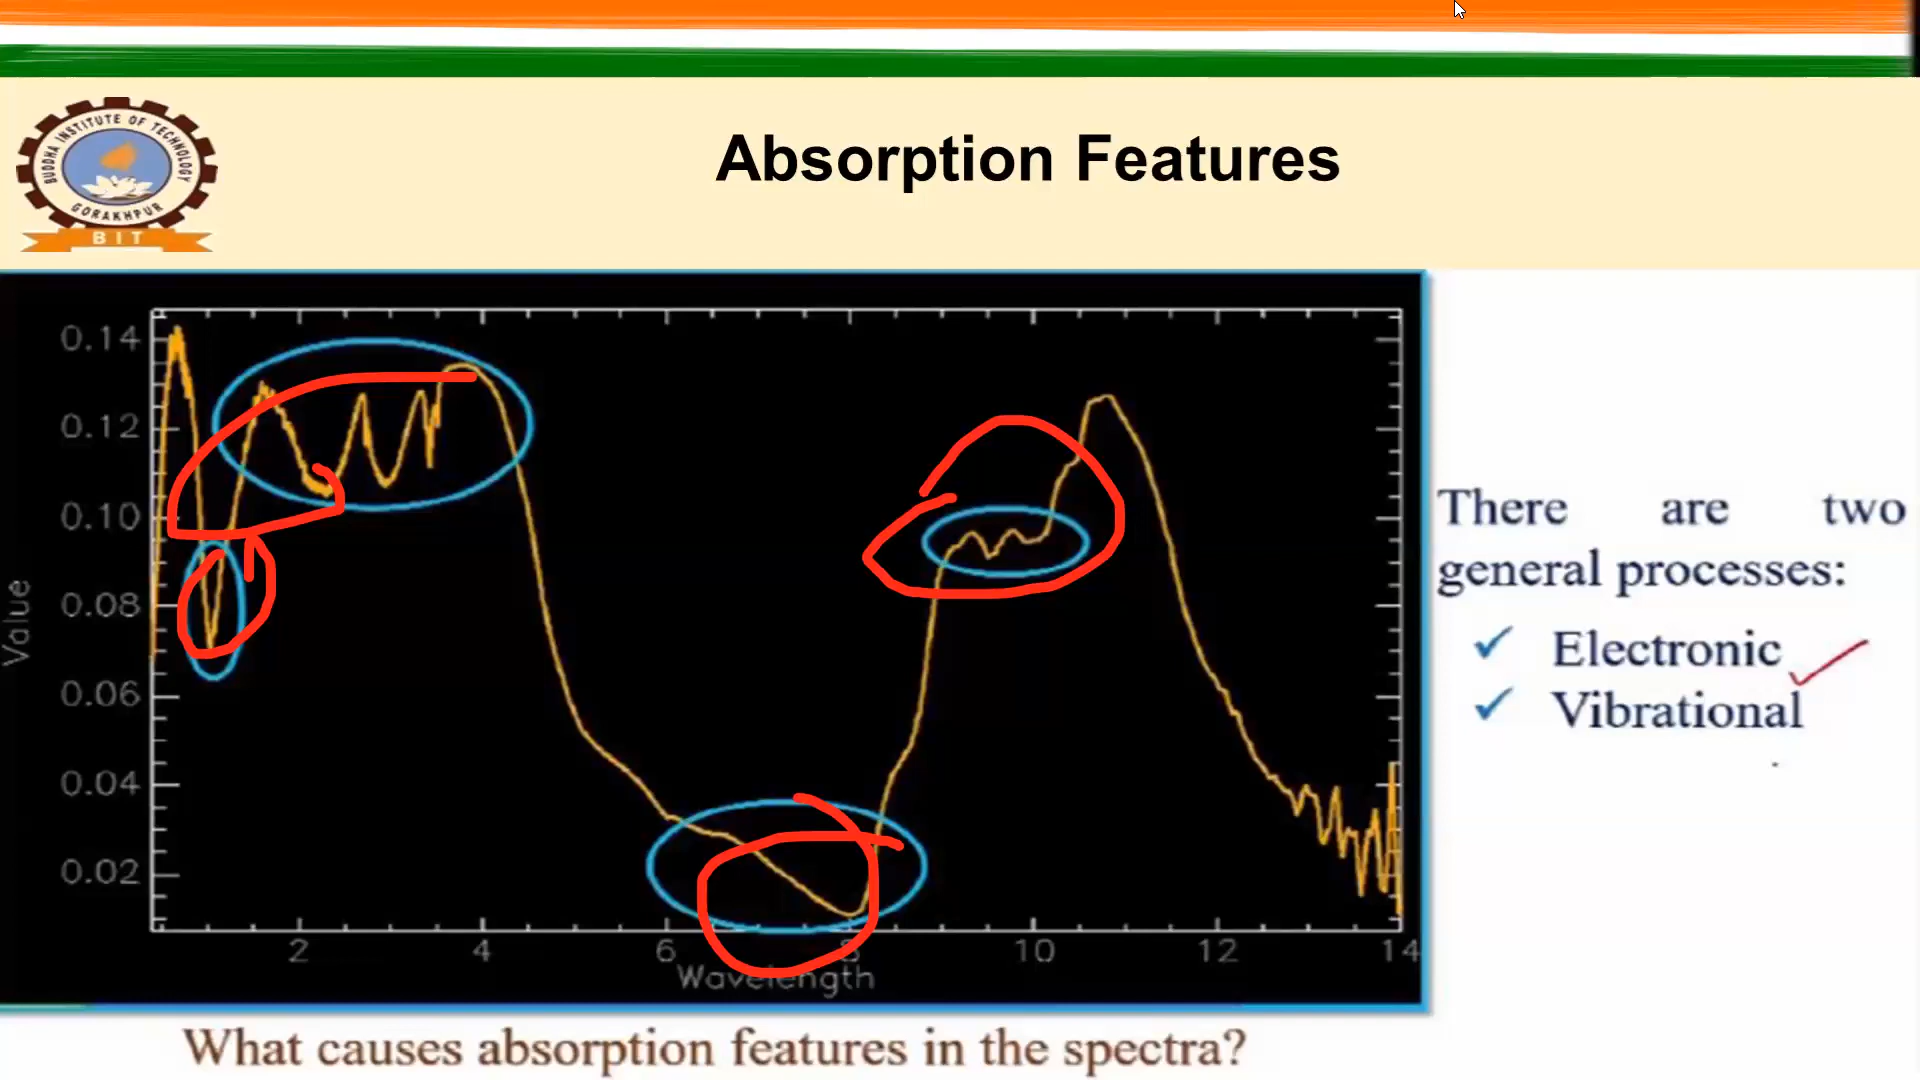 Absorption Features
BUDDHA INSTITUTE OF TECHNOLOGY
GORAKHPUR
BIT
0.14
0.12
0.10
0.08
0.06
0.04
0.02
Value
2 4 6 8 10 12 14
Wavelength
There are two
general processes:
✓ Electronic
✓ Vibrational
What causes absorption features in the spectra?